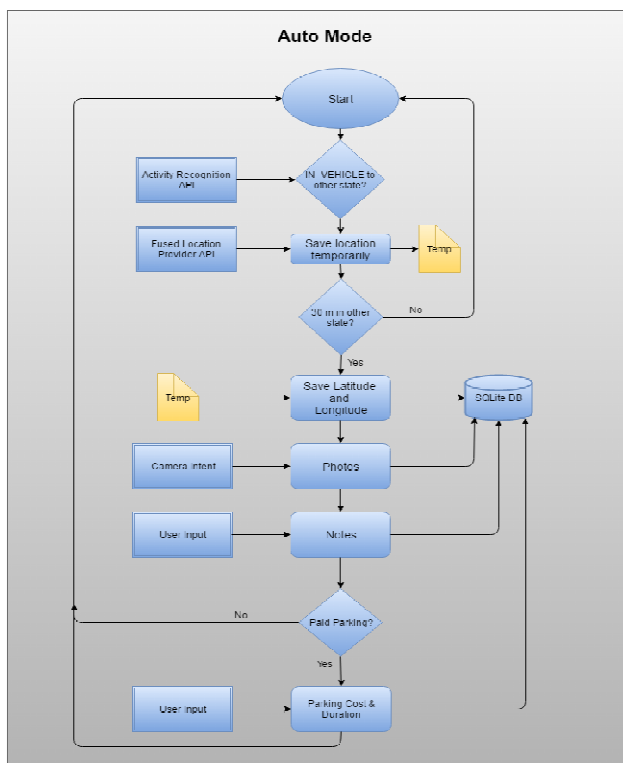 Auto Mode
Start
Activity Recognition
API
IN_VEHICLE to
other state?
Fused Location
Provider API
Save location
temporarily
Temp
30 m in other
state?
No
Yes
Temp
Save Latitude
and
Longitude
SQLite DB
Camera Intent
Photos
User Input
Notes
No
Paid Parking?
Yes
User Input
Parking Cost &
Duration